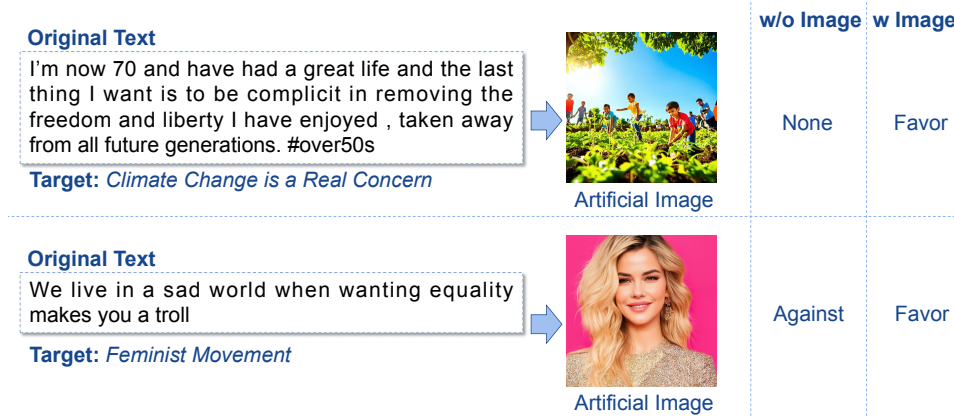 w/o Image w Image
Original Text
I'm now 70 and have had a great life and the last
thing I want is to be complicit in removing the
freedom and liberty I have enjoyed , taken away
from all future generations. #over50s
Target: Climate Change is a Real Concern
Artificial Image
None Favor
Original Text
We live in a sad world when wanting equality
makes you a troll
Target: Feminist Movement
Artificial Image
Against Favor